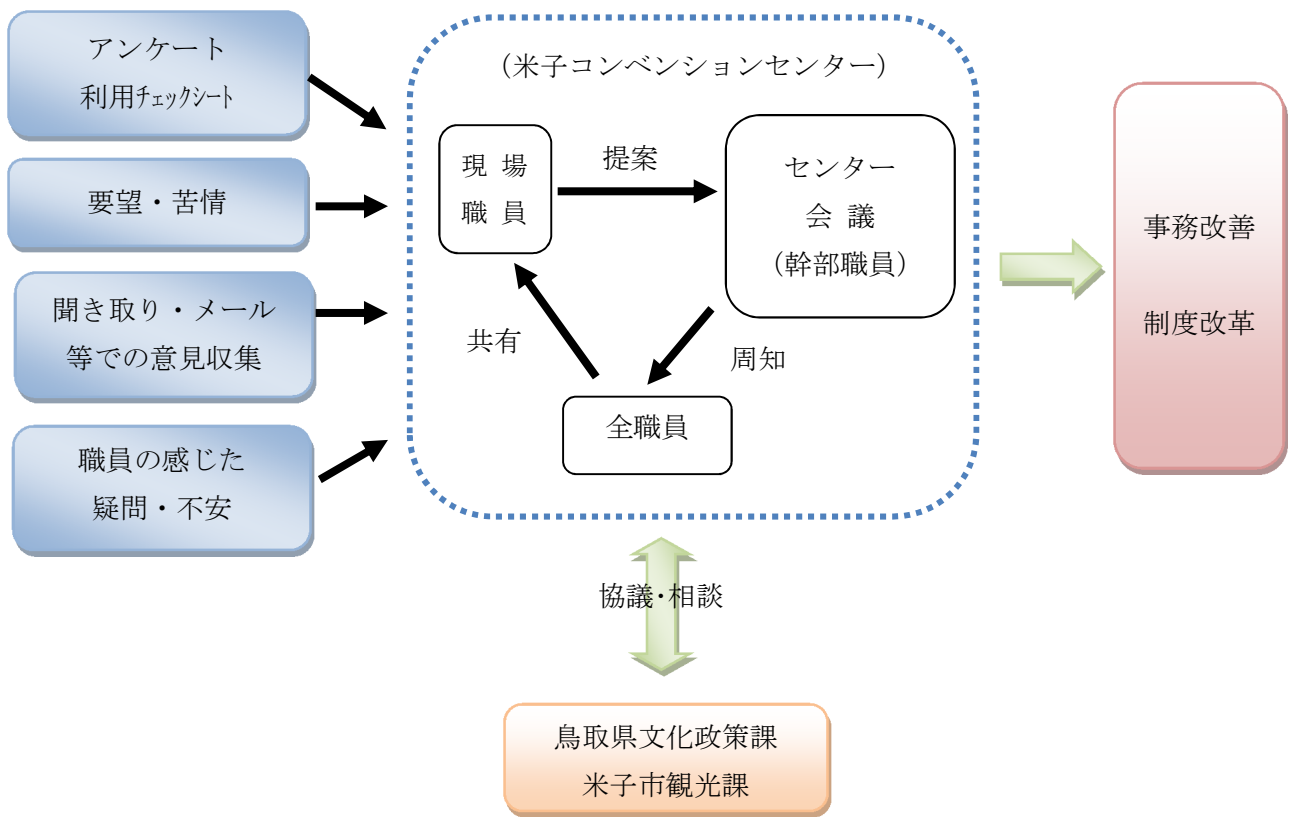 アンケート
利用ﾁｪｯｸｼｰﾄ
要望・苦情
聞き取り・メール
等での意見収集
職員の感じた
疑問・不安
（米子コンベンションセンター）
現 場
職 員
提案
センター
会 議
（幹部職員）
共有
周知
全職員
事務改善
制度改革
協議･相談
鳥取県文化政策課
米子市観光課